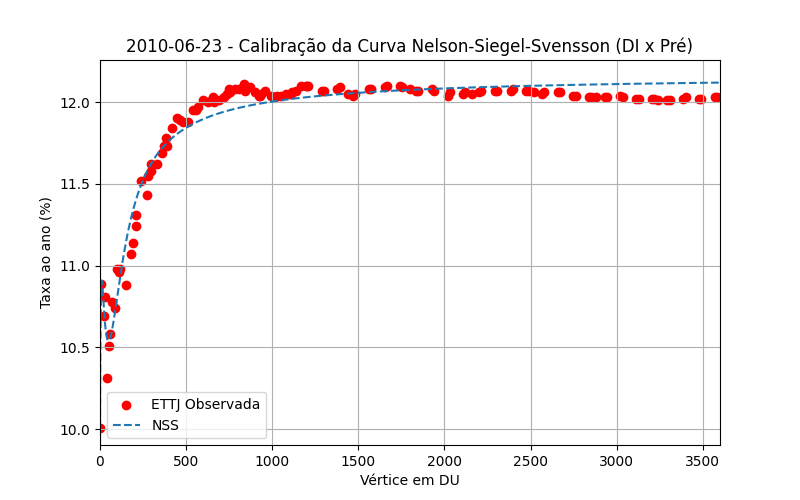 2010-06-23 - Calibração da Curva Nelson-Siegel-Svensson (DI x Pré)
Taxa ao ano (%)
12.0
11.5
11.0
10.5
10.0
ETTJ Observada
NSS
0 500 1000 1500 2000 2500 3000 3500
Vértice em DU